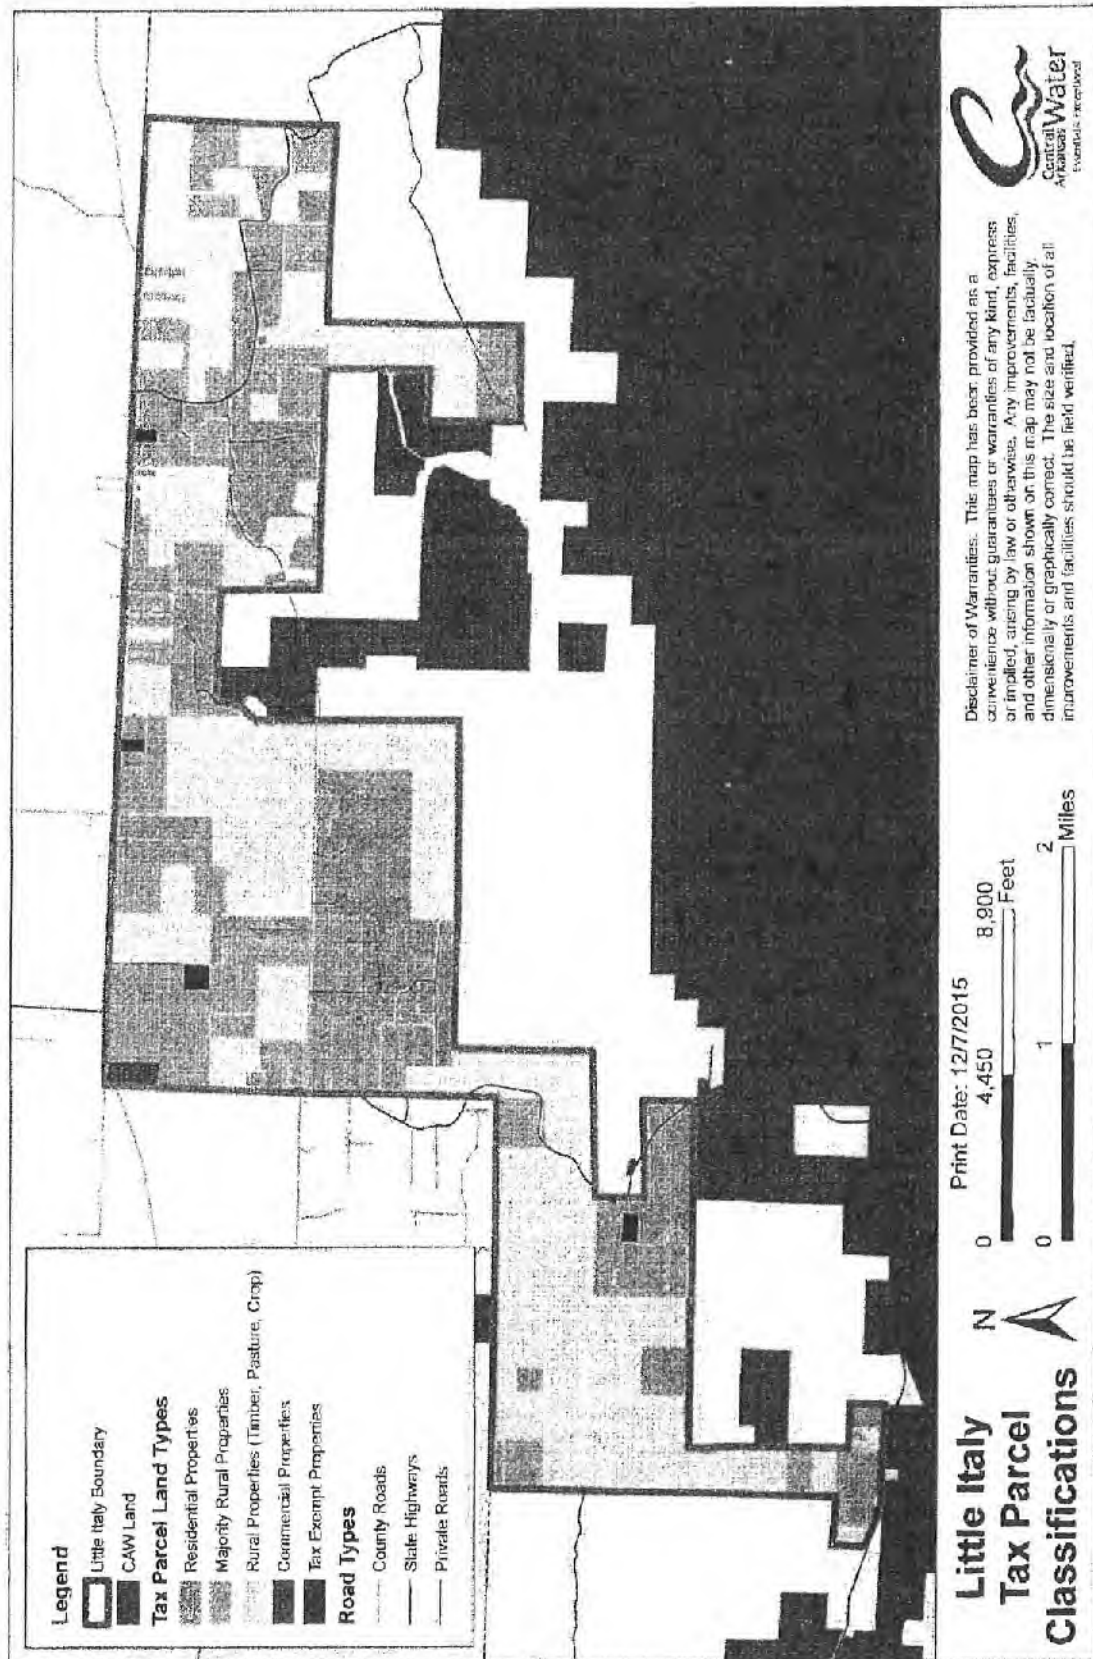 Legend
Little Italy Boundary
CAW Land
Tax Parcel Land Types
Residential Properties
Majority Rural Properties
Rural Properties (Timber, Pasture, Crop)
Commercial Properties
Tax Exempt Properties
Road Types
County Roads
State Highways
Private Roads
Little Italy
Tax Parcel
Classifications
N
Print Date: 12/7/2015
0 4,450 8,900
Feet
0 1 2
Miles
Disclaimer of Warranties. This map has been provided as a
convenience without guarantees or warranties of any kind, express
or implied, arising by law or otherwise. Any improvements, facilities,
and other information shown on this map may not be factually,
dimensionally or graphically correct. The size and location of all
improvements and facilities should be field verified.
Central
Arkansas Water